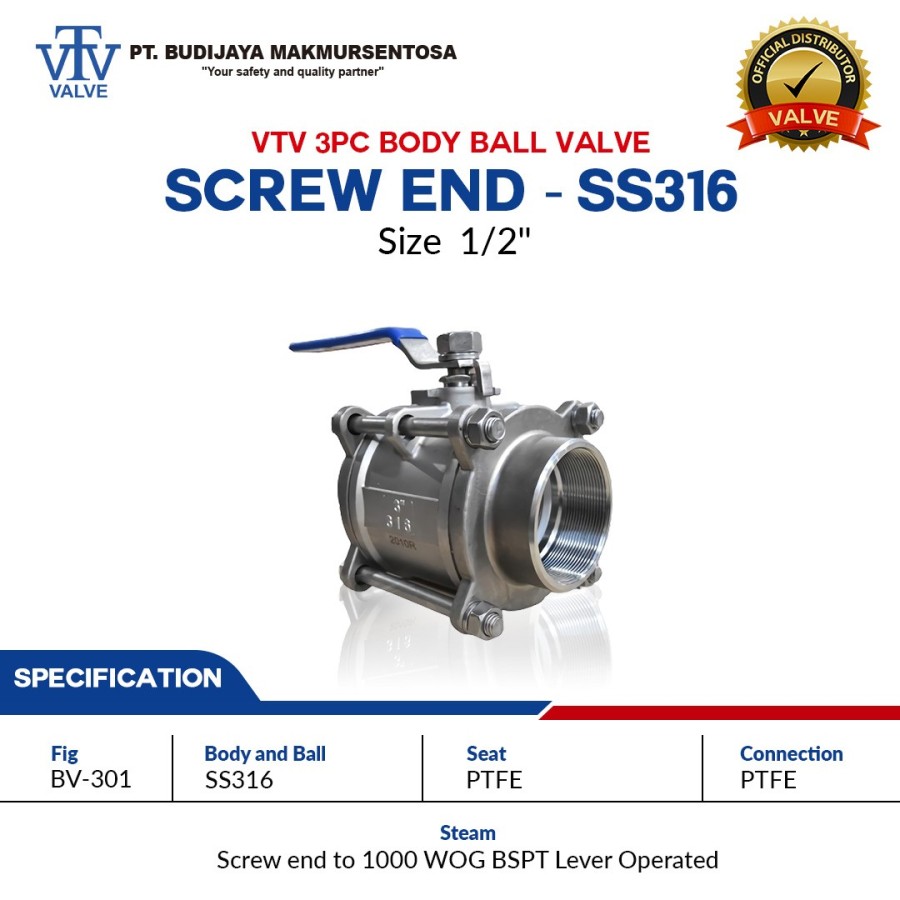 VTV
VALVE
PT. BUDIJAYA MAKMURSENTOSA
"Your safety and quality partner"
OFFICIAL DISTRIBUTOR
VALVE
VTV 3PC BODY BALL VALVE
SCREW END - SS316
Size 1/2"
3"
316
2010R
SPECIFICATION
Fig
BV-301
Body and Ball
SS316
Seat
PTFE
Connection
PTFE
Steam
Screw end to 1000 WOG BSPT Lever Operated